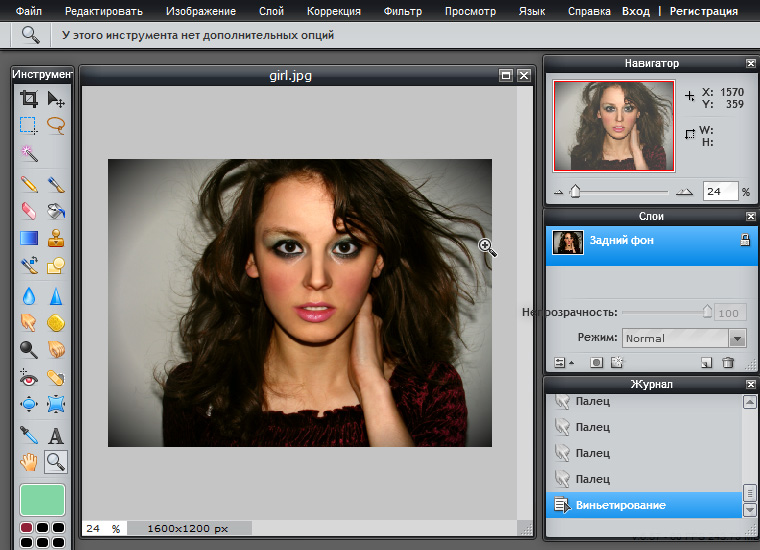 Файл Редактировать Изображение Слой Коррекция Фильтр Просмотр Язык Справка Вход | Регистрация
У этого инструмента нет дополнительных опций
Инструмент
girl.jpg
Навигатор
X: 1570
Y: 359
W:
H:
24 %
Слои
Задний фон
Непрозрачность: 100
Режим: Normal
Журнал
Палец
Палец
Палец
Палец
Виньетирование
24 % 1600x1200 px